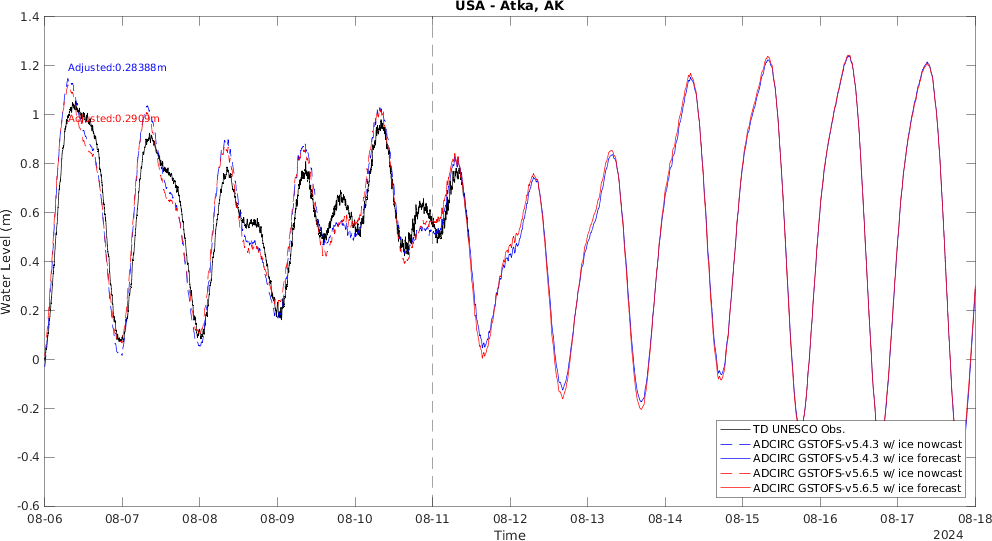 USA - Atka, AK
1.4
1.2
1
0.8
0.6
0.4
0.2
0
-0.2
-0.4
-0.6
Water Level (m)
Adjusted:0.28388m
Adjusted:0.2909m
TD UNESCO Obs.
ADCIRC GSTOFS-v5.4.3 w/ ice nowcast
ADCIRC GSTOFS-v5.4.3 w/ ice forecast
ADCIRC GSTOFS-v5.6.5 w/ ice nowcast
ADCIRC GSTOFS-v5.6.5 w/ ice forecast
08-06 08-07 08-08 08-09 08-10 08-11 08-12 08-13 08-14 08-15 08-16 08-17 08-18
Time
2024